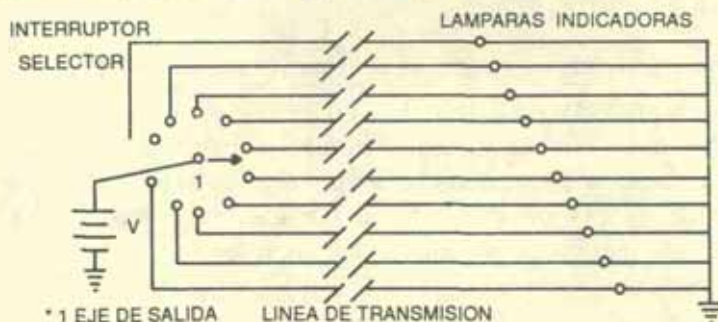 INTERRUPTOR
SELECTOR
LAMPARAS INDICADORAS
1
V
* 1 EJE DE SALIDA
LINEA DE TRANSMISION